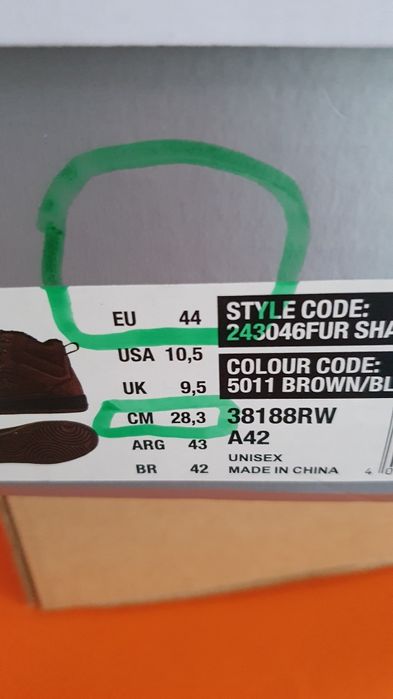 EU 44
USA 10,5
UK 9,5
CM 28,3
ARG 43
BR 42
STYLE CODE:
243046FUR SHA
COLOUR CODE:
5011 BROWN/BL
38188RW
A42
UNISEX
MADE IN CHINA
4